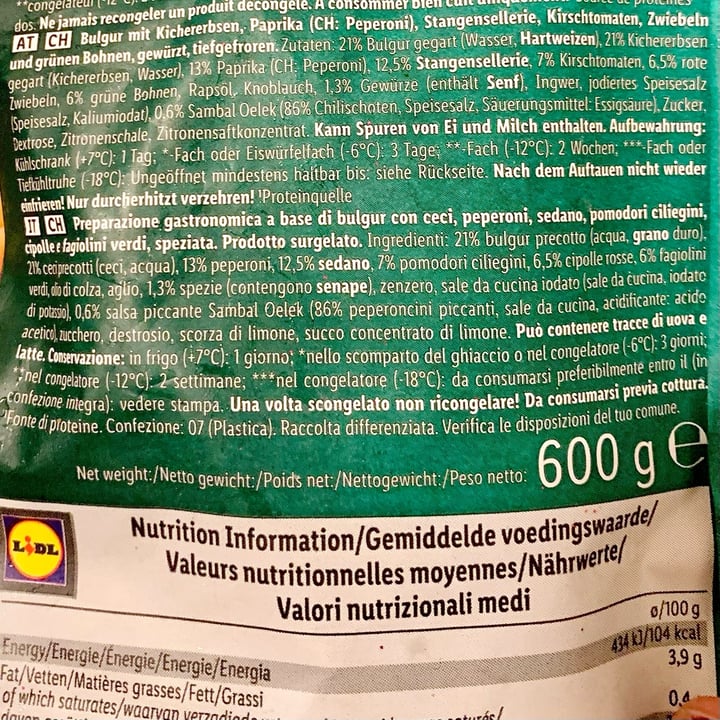 **congélateur (-12°C): 2
dos. Ne jamais recongeler un produit décongelé. A consommer bien cuit uniquement!
AT CH Bulgur mit Kichererbsen, Paprika (CH: Peperoni), Stangensellerie, Kirschtomaten, Zwiebeln
und grünen Bohnen, gewürzt, tiefgefroren. Zutaten: 21% Bulgur gegart (Wasser, Hartweizen), 21% Kichererbsen
gegart (Kichererbsen, Wasser), 13% Paprika (CH: Peperoni), 12,5% Stangensellerie, 7% Kirschtomaten, 6,5% rote
Zwiebeln, 6% grüne Bohnen, Rapsöl, Knoblauch, 1,3% Gewürze (enthält Senf), Ingwer, jodiertes Speisesalz
(Speisesalz, Kaliumjodat), 0,6% Sambal Oelek (86% Chilischoten, Speisesalz, Säuerungsmittel: Essigsäure), Zucker,
Dextrose, Zitronenschale, Zitronensaftkonzentrat. Kann Spuren von Ei und Milch enthalten. Aufbewahrung:
Kühlschrank (+7°C): 1 Tag; *-Fach oder Eiswürfelfach (-6°C): 3 Tage; **-Fach (-12°C): 2 Wochen; ***-Fach oder
Tiefkühltruhe (-18°C): Ungeöffnet mindestens haltbar bis: siehe Rückseite. Nach dem Auftauen nicht wieder
einfrieren! Nur durcherhitzt verzehren! ¹Proteinquelle
IT CH Preparazione gastronomica a base di bulgur con ceci, peperoni, sedano, pomodori ciliegini,
cipolle e fagiolini verdi, speziata. Prodotto surgelato. Ingredienti: 21% bulgur precotto (acqua, grano duro),
21% ceci precotti (ceci, acqua), 13% peperoni, 12,5% sedano, 7% pomodori ciliegini, 6,5% cipolle rosse, 6% fagiolini
verdi, olio di colza, aglio, 1,3% spezie (contengono senape), zenzero, sale da cucina iodato (sale da cucina, iodato
di potassio), 0,6% salsa piccante Sambal Oelek (86% peperoncini piccanti, sale da cucina, acidificante: acido
acetico), zucchero, destrosio, scorza di limone, succo concentrato di limone. Può contenere tracce di uova e
latte. Conservazione: in frigo (+7°C): 1 giorno; *nello scomparto del ghiaccio o nel congelatore (-6°C): 3 giorni;
**nel congelatore (-12°C): 2 settimane; ***nel congelatore (-18°C): da consumarsi preferibilmente entro il (in
confezione integra): vedere stampa. Una volta scongelato non ricongelare! Da consumarsi previa cottura.
¹Fonte di proteine. Confezione: 07 (Plastica). Raccolta differenziata. Verifica le disposizioni del tuo comune.
Net weight:/Netto gewicht:/Poids net:/Nettogewicht:/Peso netto: 600 g e
LIDL
Nutrition Information/Gemiddelde voedingswaarde/
Valeurs nutritionnelles moyennes/Nährwerte/
Valori nutrizionali medi
ø/100 g
Energy/Energie/Énergie/Energie/Energia 434 kJ/104 kcal
Fat/Vetten/Matières grasses/Fett/Grassi 3,9 g
of which saturates/waarvan 0,4